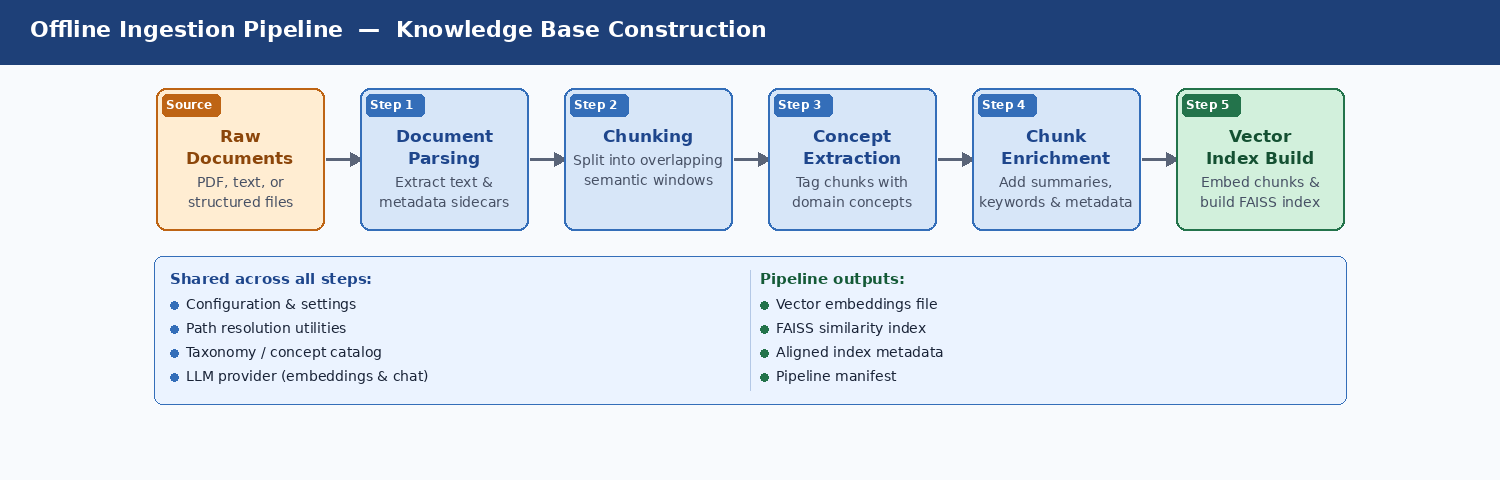 Offline Ingestion Pipeline — Knowledge Base Construction
Source
Raw
Documents
PDF, text, or
structured files
Step 1
Document
Parsing
Extract text &
metadata sidecars
Step 2
Chunking
Split into overlapping
semantic windows
Step 3
Concept
Extraction
Tag chunks with
domain concepts
Step 4
Chunk
Enrichment
Add summaries,
keywords & metadata
Step 5
Vector
Index Build
Embed chunks &
build FAISS index
Shared across all steps:
Configuration & settings
Path resolution utilities
Taxonomy / concept catalog
LLM provider (embeddings & chat)
Pipeline outputs:
Vector embeddings file
FAISS similarity index
Aligned index metadata
Pipeline manifest